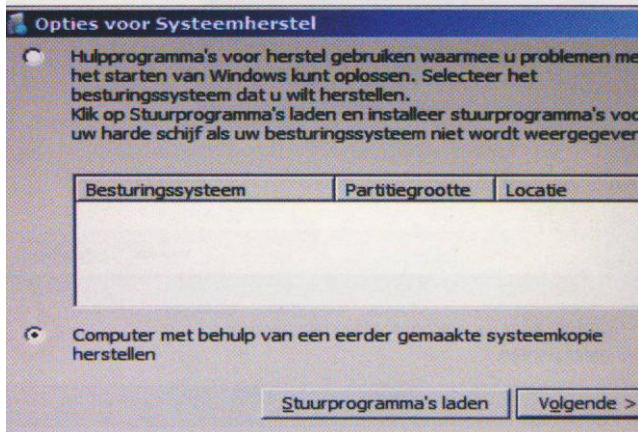 Opties voor Systeemherstel
Hulpprogramma's voor herstel gebruiken waarmee u problemen me
het starten van Windows kunt oplossen. Selecteer het
besturingssysteem dat u wilt herstellen.
Klik op Stuurprogramma's laden en installeer stuurprogramma's voo
uw harde schijf als uw besturingssysteem niet wordt weergegeven
Besturingssysteem Partitiegrootte Locatie
Computer met behulp van een eerder gemaakte systeemkopie
herstellen
Stuurprogramma's laden Volgende >